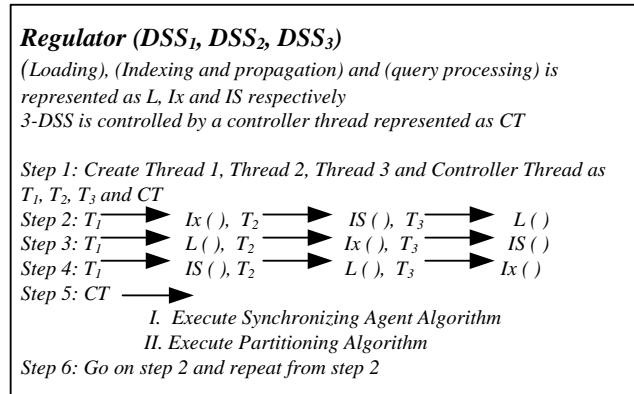 Regulator (DSS1, DSS2, DSS3)
(Loading), (Indexing and propagation) and (query processing) is
represented as L, Ix and IS respectively
3-DSS is controlled by a controller thread represented as CT
Step 1: Create Thread 1, Thread 2, Thread 3 and Controller Thread as
T1, T2, T3 and CT
Step 2: T1 Ix ( ), T2 IS ( ), T3 L ( )
Step 3: T1 L ( ), T2 Ix ( ), T3 IS ( )
Step 4: T1 IS ( ), T2 L ( ), T3 Ix ( )
Step 5: CT
I. Execute Synchronizing Agent Algorithm
II. Execute Partitioning Algorithm
Step 6: Go on step 2 and repeat from step 2